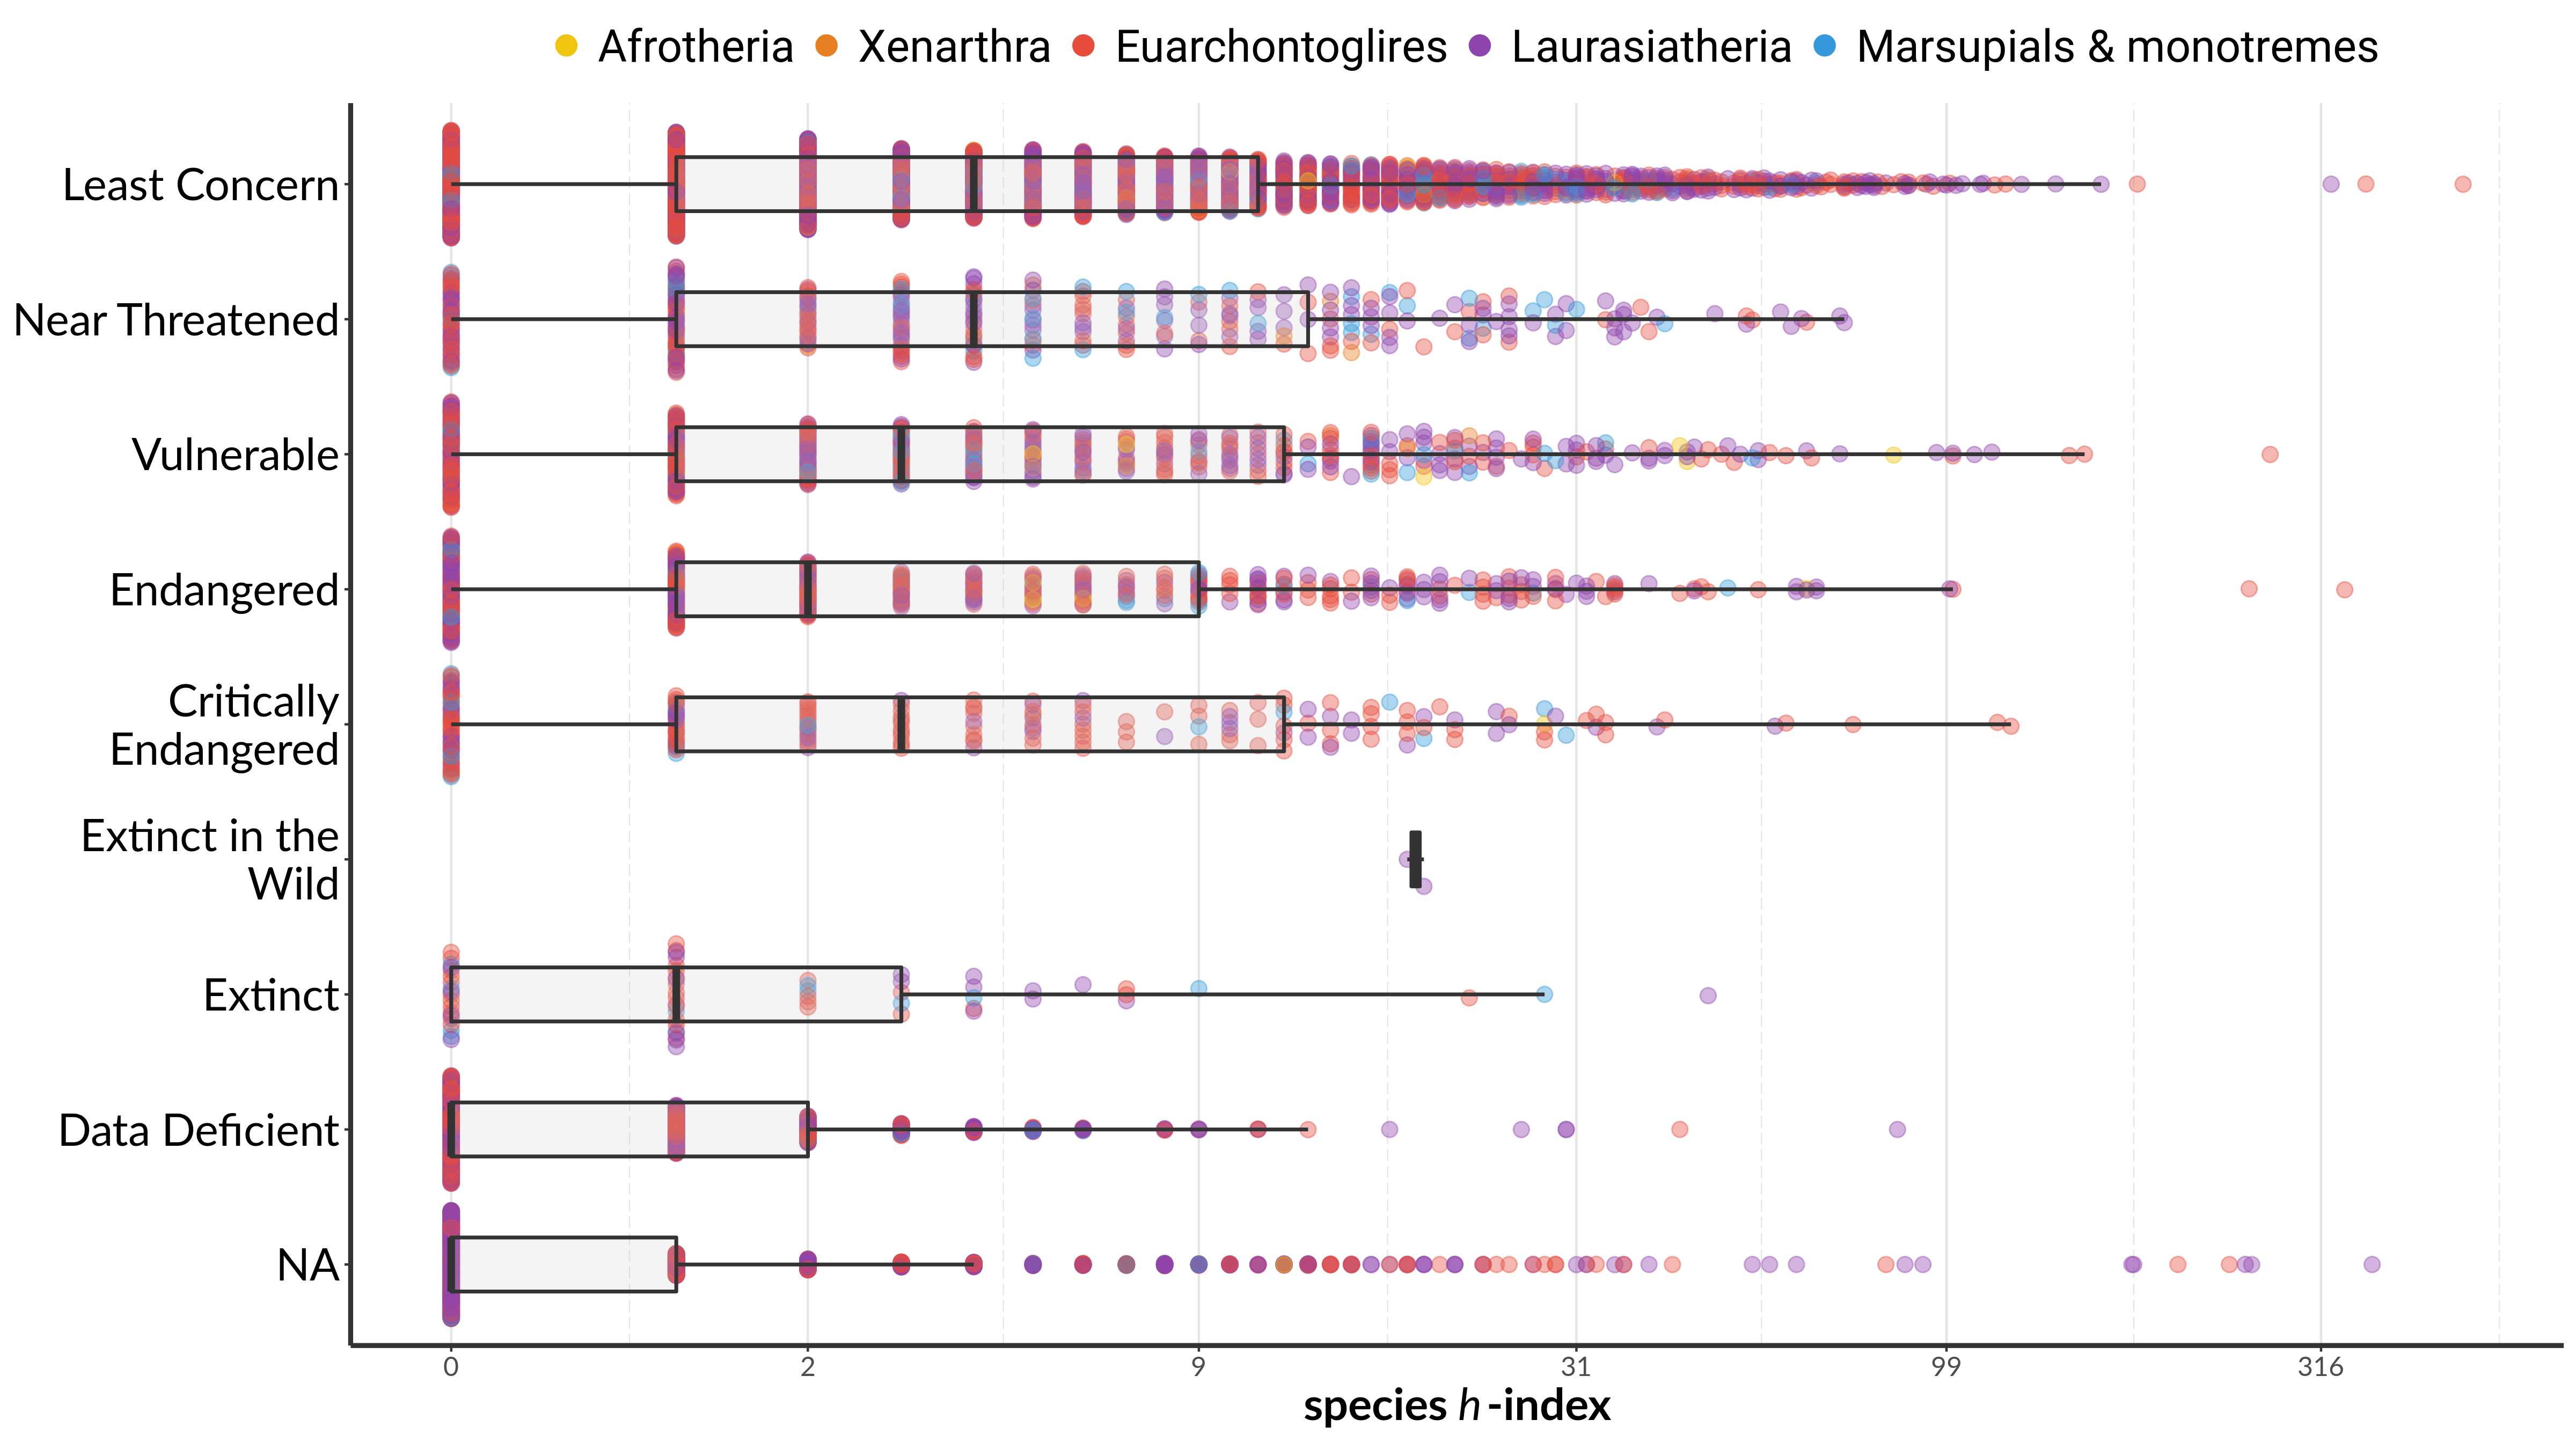 Afrotheria Xenarthra Euarchontoglires Laurasiatheria Marsupials & monotremes
Least Concern
Near Threatened
Vulnerable
Endangered
Critically
Endangered
Extinct in the
Wild
Extinct
Data Deficient
NA
0 2 9 31 99 316
species h-index